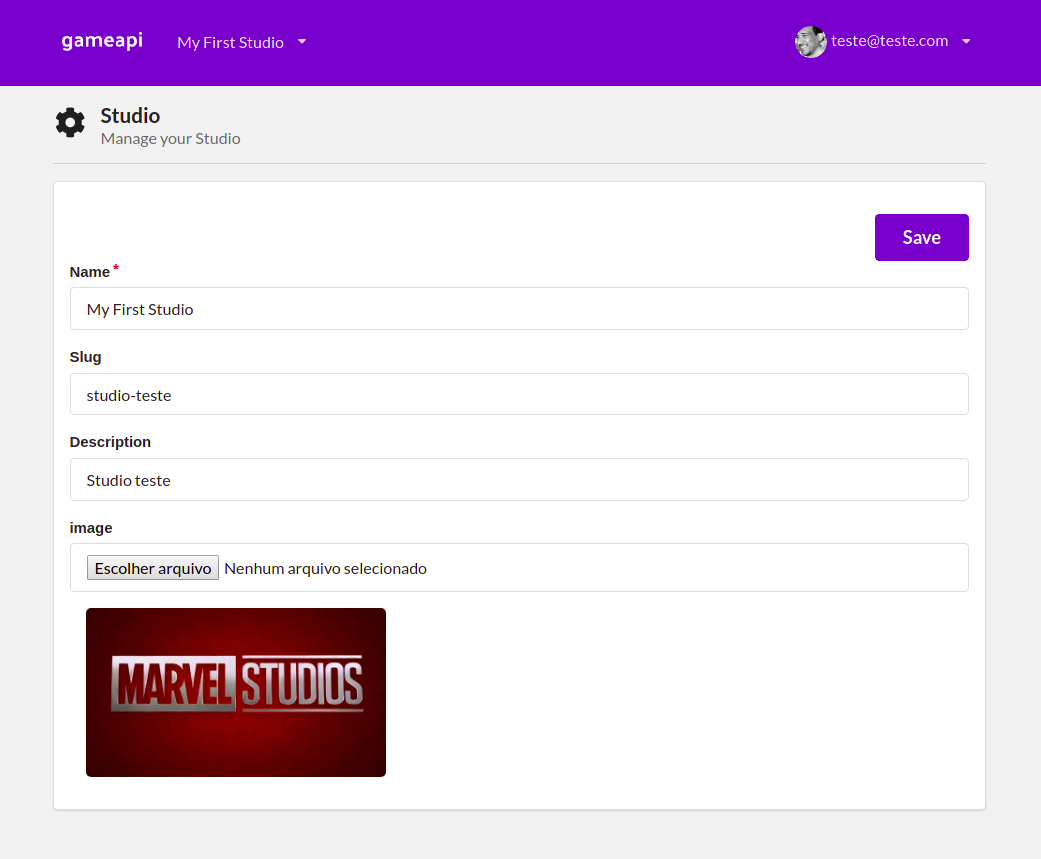 gameapi My First Studio teste@teste.com
Studio
Manage your Studio
Save
Name *
My First Studio
Slug
studio-teste
Description
Studio teste
image
Escolher arquivo Nenhum arquivo selecionado
MARVEL STUDIOS